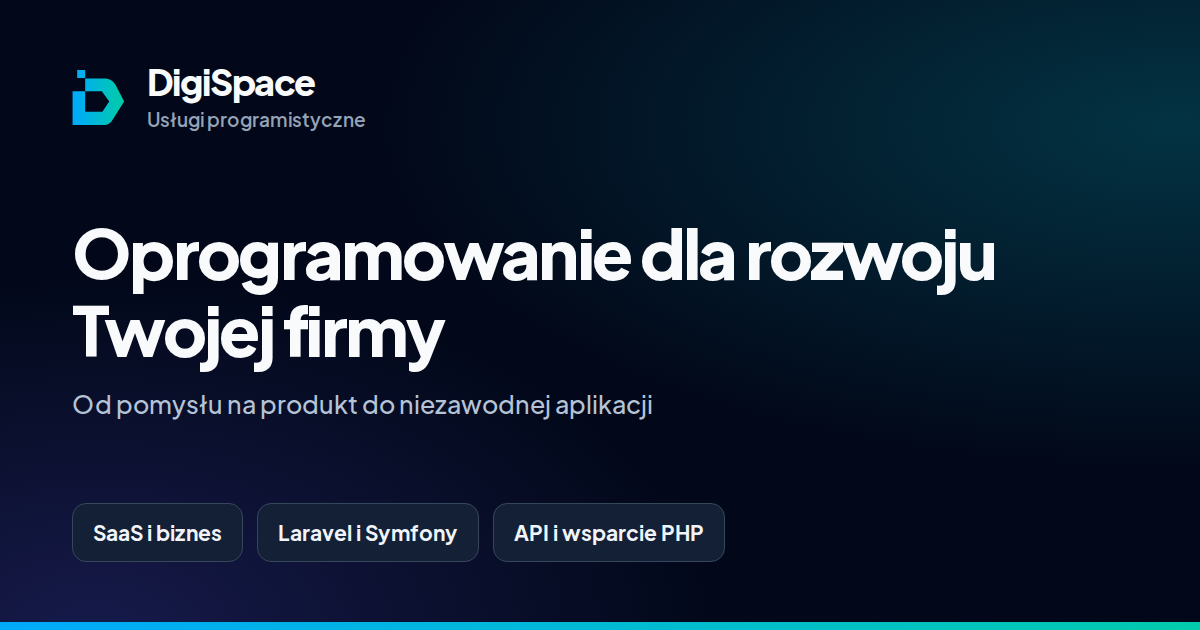 DigiSpace
Usługi programistyczne
Oprogramowanie dla rozwoju
Twojej firmy
Od pomysłu na produkt do niezawodnej aplikacji
SaaS i biznes
Laravel i Symfony
API i wsparcie PHP